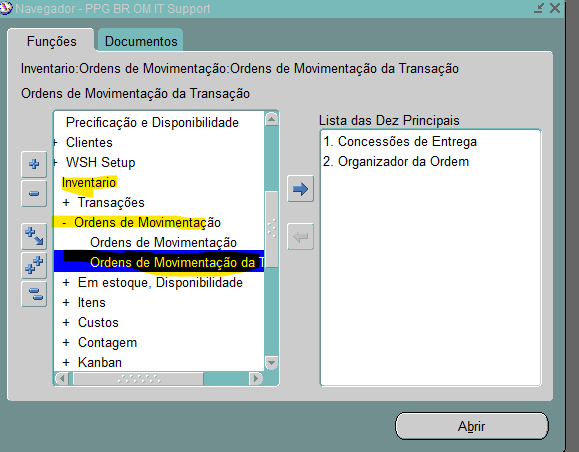 Navegador - PPG BR OM IT Support
Funções
Documentos
Inventario:Ordens de Movimentação:Ordens de Movimentação da Transação
Ordens de Movimentação da Transação
Precificação e Disponibilidade
+ Clientes
+ WSH Setup
Inventario
+ Transações
- Ordens de Movimentação
Ordens de Movimentação
Ordens de Movimentação da T
+ Em estoque, Disponibilidade
+ Itens
+ Custos
+ Contagem
+ Kanban
Lista das Dez Principais
1. Concessões de Entrega
2. Organizador da Ordem
Abrir